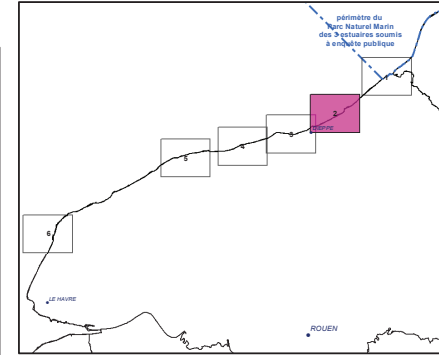 périmètre du
Parc Naturel Marin
des 3 estuaires soumis
à enquête publique
1
2
DIEPPE
3
4
5
6
LE HAVRE
ROUEN